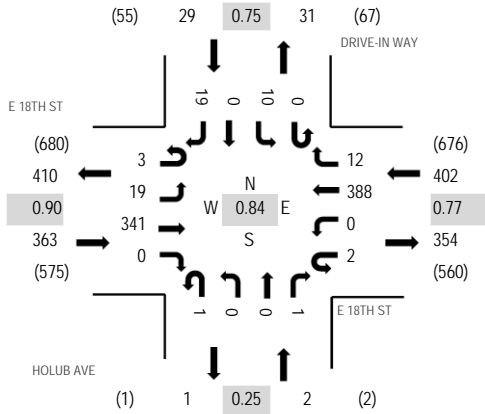 (55) 29 0.75 31 (67)
DRIVE-IN WAY
19 0 10 0
E 18TH ST
(680) (676)
3 12
410 402
N
19 388
0.90 W 0.84 E 0.77
341 0
363 354
S
0 2
(575) (560)
1 0 0 1
E 18TH ST
HOLUB AVE
(1) 1 0.25 2 (2)